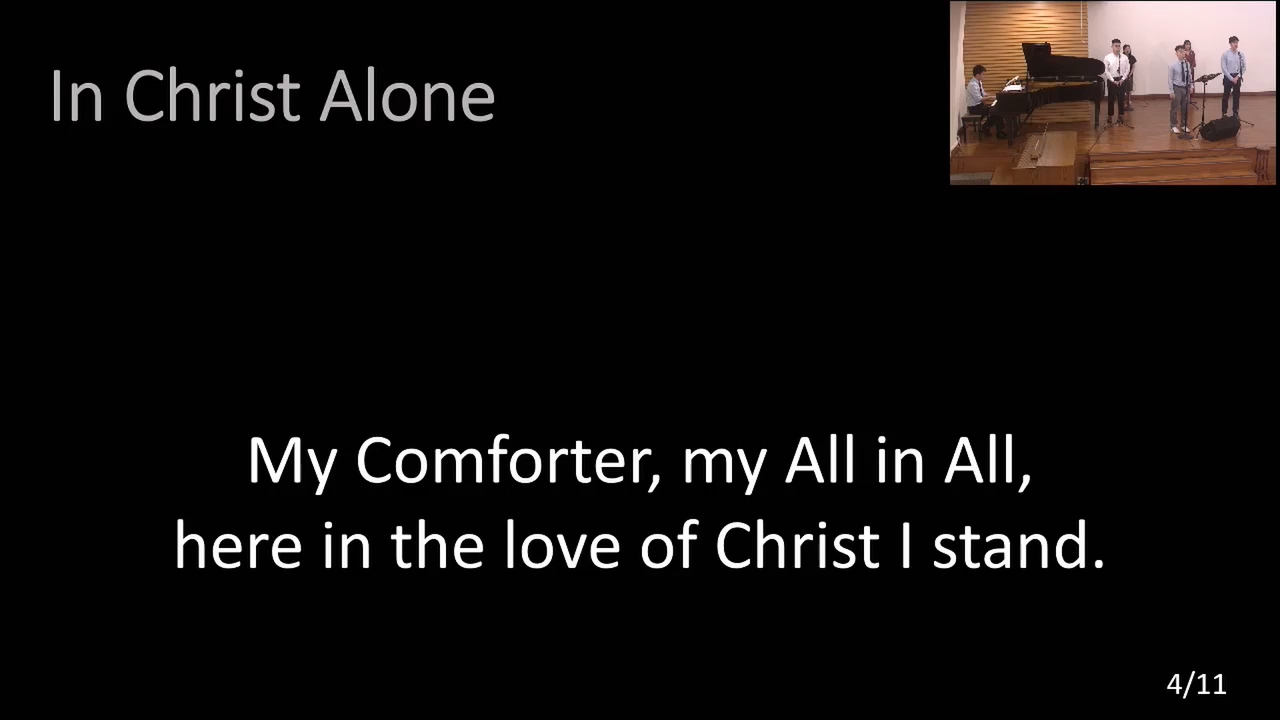 In Christ Alone
My Comforter, my All in All,
here in the love of Christ I stand.
4/11